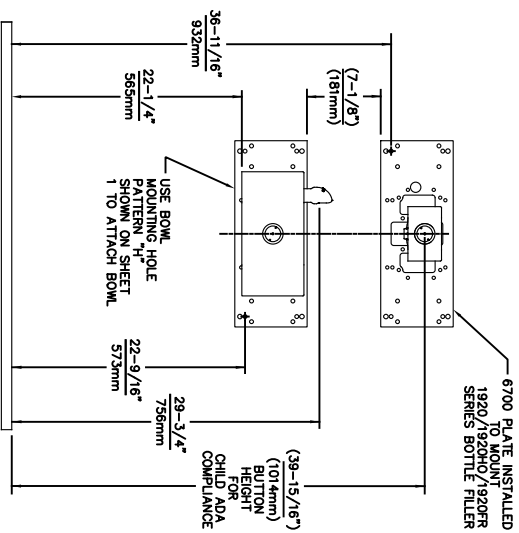 36-11/16"
932mm
22-1/4"
565mm
(7-1/8")
(181mm)
USE BOWL
MOUNTING HOLE
PATTERN "H"
SHOWN ON SHEET
1 TO ATTACH BOWL
6700 PLATE INSTALLED
TO MOUNT
1920/1920HO/1920FR
SERIES BOTTLE FILLER
22-9/16"
573mm
29-3/4"
756mm
(39-15/16")
(1014mm)
BUTTON
HEIGHT
FOR
CHILD ADA
COMPLIANCE